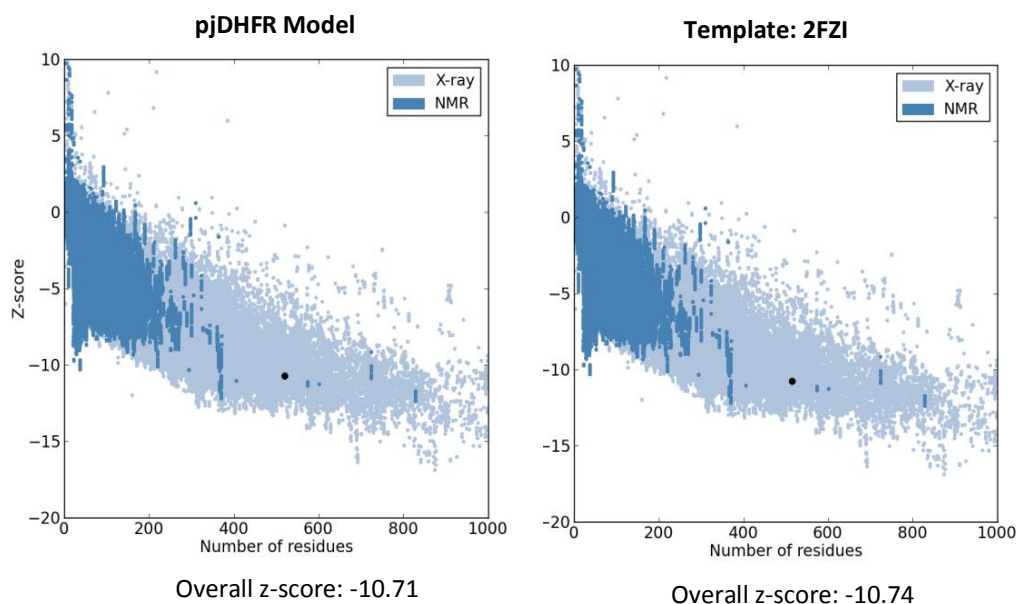 pjDHFR Model
Template: 2FZI
10
5
0
−5
−10
−15
−20
Z-score
X-ray
NMR
0
200
400
600
800
1000
Number of residues
10
5
0
−5
−10
−15
−20
X-ray
NMR
0
200
400
600
800
1000
Number of residues
Overall z-score: -10.71
Overall z-score: -10.74